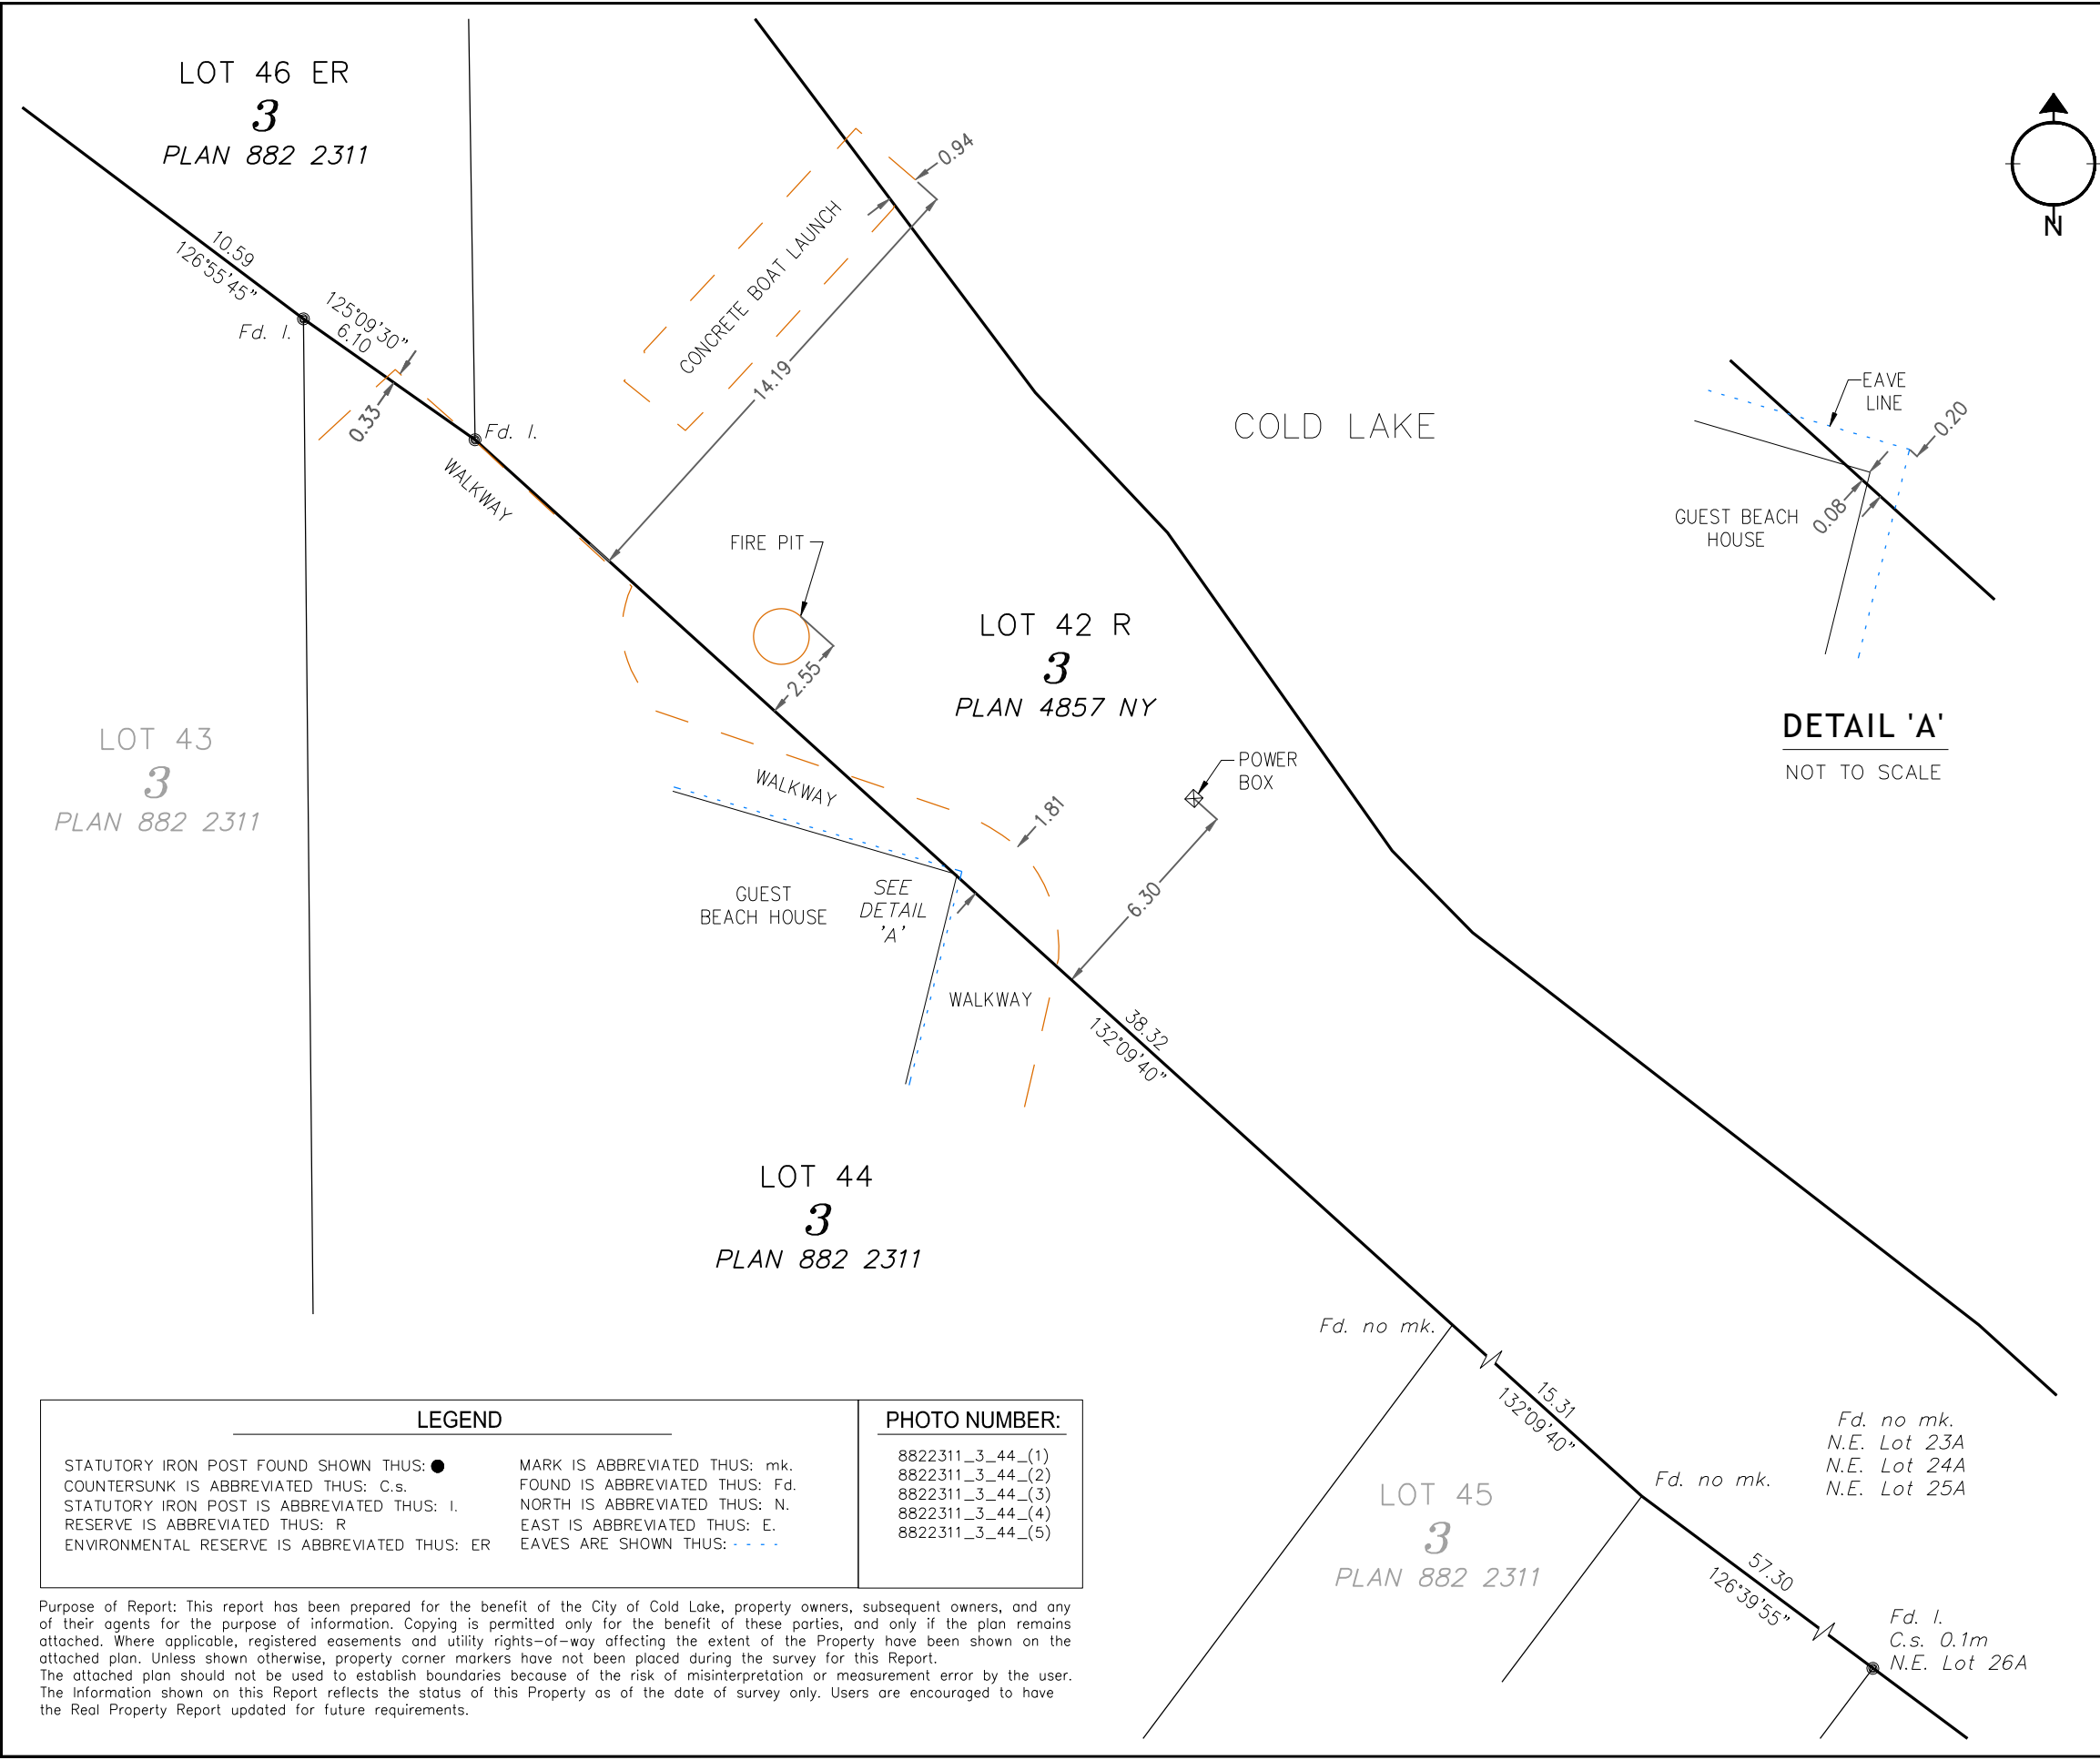 LOT 46 ER
3
PLAN 882 2311
N
10.59
126°55'45"
125°09'30"
6.10
Fd. I.
Fd. I.
0.33
WALKWAY
CONCRETE BOAT LAUNCH
0.94
14.19
COLD LAKE
EAVE
LINE
0.20
GUEST BEACH
HOUSE
0.08
DETAIL 'A'
NOT TO SCALE
FIRE PIT
2.55
LOT 42 R
3
PLAN 4857 NY
LOT 43
3
PLAN 882 2311
WALKWAY
POWER
BOX
1.81
6.30
GUEST
BEACH HOUSE
SEE
DETAIL
'A'
WALKWAY
38.32
132°09'40"
LOT 44
3
PLAN 882 2311
Fd. no mk.
15.31
132°09'40"
Fd. no mk.
Fd. no mk.
N.E. Lot 23A
N.E. Lot 24A
N.E. Lot 25A
LOT 45
3
PLAN 882 2311
57.30
126°39'55"
Fd. I.
C.s. 0.1m
N.E. Lot 26A
LEGEND
STATUTORY IRON POST FOUND SHOWN THUS:
COUNTERSUNK IS ABBREVIATED THUS: C.s.
STATUTORY IRON POST IS ABBREVIATED THUS: I.
RESERVE IS ABBREVIATED THUS: R
ENVIRONMENTAL RESERVE IS ABBREVIATED THUS: ER
MARK IS ABBREVIATED THUS: mk.
FOUND IS ABBREVIATED THUS: Fd.
NORTH IS ABBREVIATED THUS: N.
EAST IS ABBREVIATED THUS: E.
EAVES ARE SHOWN THUS:
PHOTO NUMBER:
8822311_3_44_(1)
8822311_3_44_(2)
8822311_3_44_(3)
8822311_3_44_(4)
8822311_3_44_(5)
Purpose of Report: This report has been prepared for the benefit of the City of Cold Lake, property owners, subsequent owners, and any
of their agents for the purpose of information. Copying is permitted only for the benefit of these parties, and only if the plan remains
attached. Where applicable, registered easements and utility rights-of-way affecting the extent of the Property have been shown on the
attached plan. Unless shown otherwise, property corner markers have not been placed during the survey for this Report.
The attached plan should not be used to establish boundaries because of the risk of misinterpretation or measurement error by the user.
The Information shown on this Report reflects the status of this Property as of the date of survey only. Users are encouraged to have
the Real Property Report updated for future requirements.